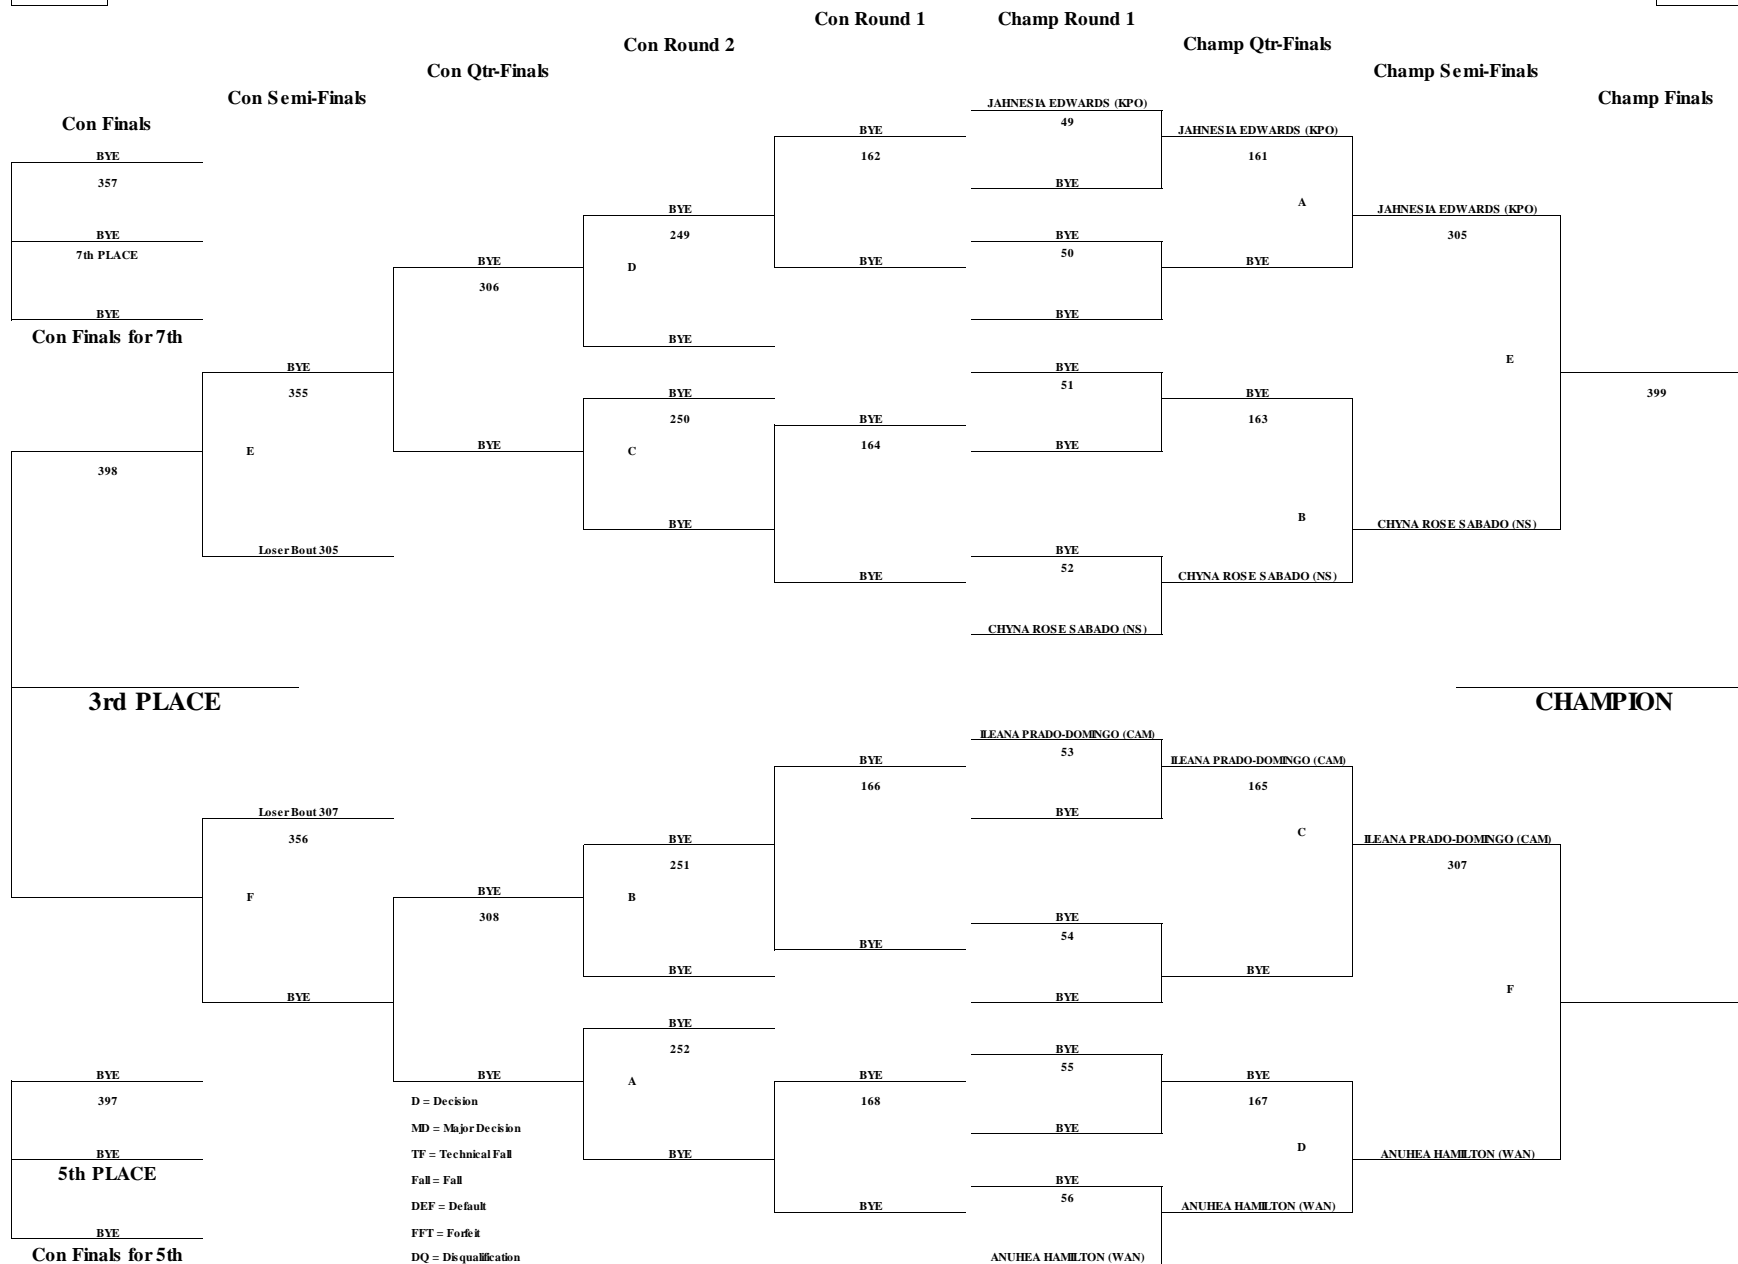 Con Round 1
Champ Round 1
Con Round 2
Champ Qtr-Finals
Con Qtr-Finals
Champ Semi-Finals
Con Semi-Finals
Champ Finals
Con Finals
BYE
357
BYE
7th PLACE
BYE
Con Finals for 7th
398
3rd PLACE
BYE
397
BYE
5th PLACE
BYE
Con Finals for 5th
BYE
355
E
Loser Bout 305
Loser Bout 307
356
F
BYE
BYE
306
BYE
BYE
308
BYE
D = Decision
MD = Major Decision
TF = Technical Fall
Fall = Fall
DEF = Default
FFT = Forfeit
DQ = Disqualification
BYE
249
D
BYE
BYE
250
C
BYE
BYE
251
B
BYE
BYE
252
A
BYE
BYE
162
BYE
BYE
164
BYE
BYE
166
BYE
BYE
168
BYE
JAHNESIA EDWARDS (KPO)
49
BYE
BYE
50
BYE
BYE
51
BYE
BYE
52
CHYNA ROSE SABADO (NS)
ILEANA PRADO-DOMINGO (CAM)
53
BYE
BYE
54
BYE
BYE
55
BYE
BYE
56
ANUHEA HAMILTON (WAN)
JAHNESIA EDWARDS (KPO)
161
A
BYE
BYE
163
B
CHYNA ROSE SABADO (NS)
ILEANA PRADO-DOMINGO (CAM)
165
C
BYE
BYE
167
D
ANUHEA HAMILTON (WAN)
JAHNESIA EDWARDS (KPO)
305
E
CHYNA ROSE SABADO (NS)
ILEANA PRADO-DOMINGO (CAM)
307
F
ANUHEA HAMILTON (WAN)
399
CHAMPION